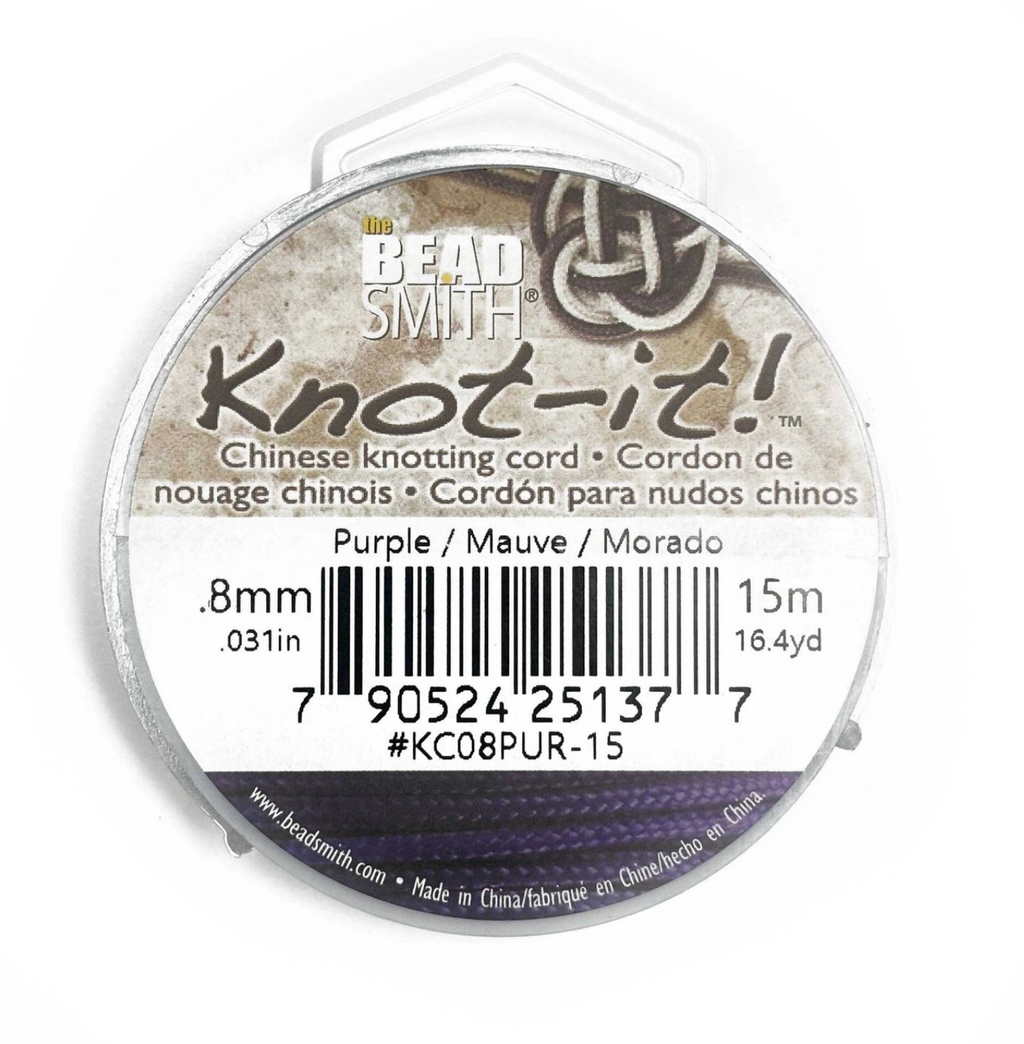 the
BEAD
SMITH®
Knot-it!™
Chinese knotting cord • Cordon de
nouage chinois • Cordón para nudos chinos
Purple / Mauve / Morado
.8mm
.031in
15m
16.4yd
7 90524 25137 7
#KC08PUR-15
www.beadsmith.com • Made in China/fabriqué en Chine/hecho en China.